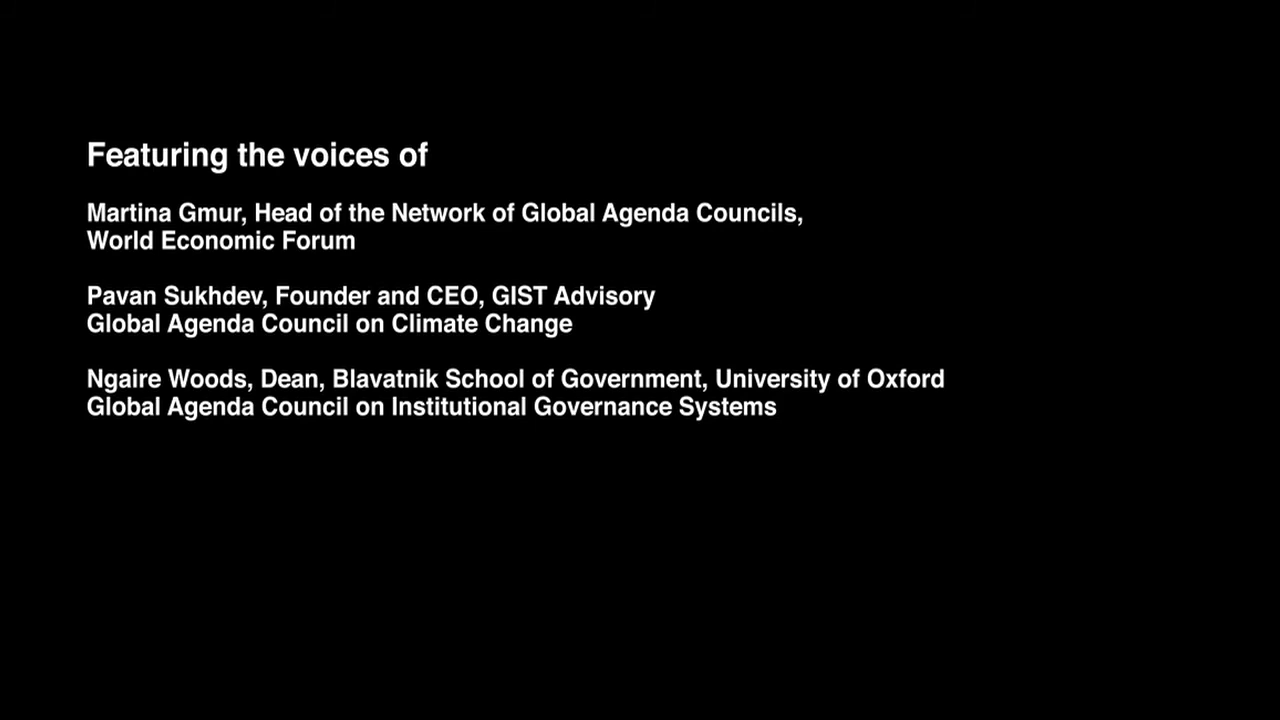 Featuring the voices of
Martina Gmur, Head of the Network of Global Agenda Councils,
World Economic Forum
Pavan Sukhdev, Founder and CEO, GIST Advisory
Global Agenda Council on Climate Change
Ngaire Woods, Dean, Blavatnik School of Government, University of Oxford
Global Agenda Council on Institutional Governance Systems